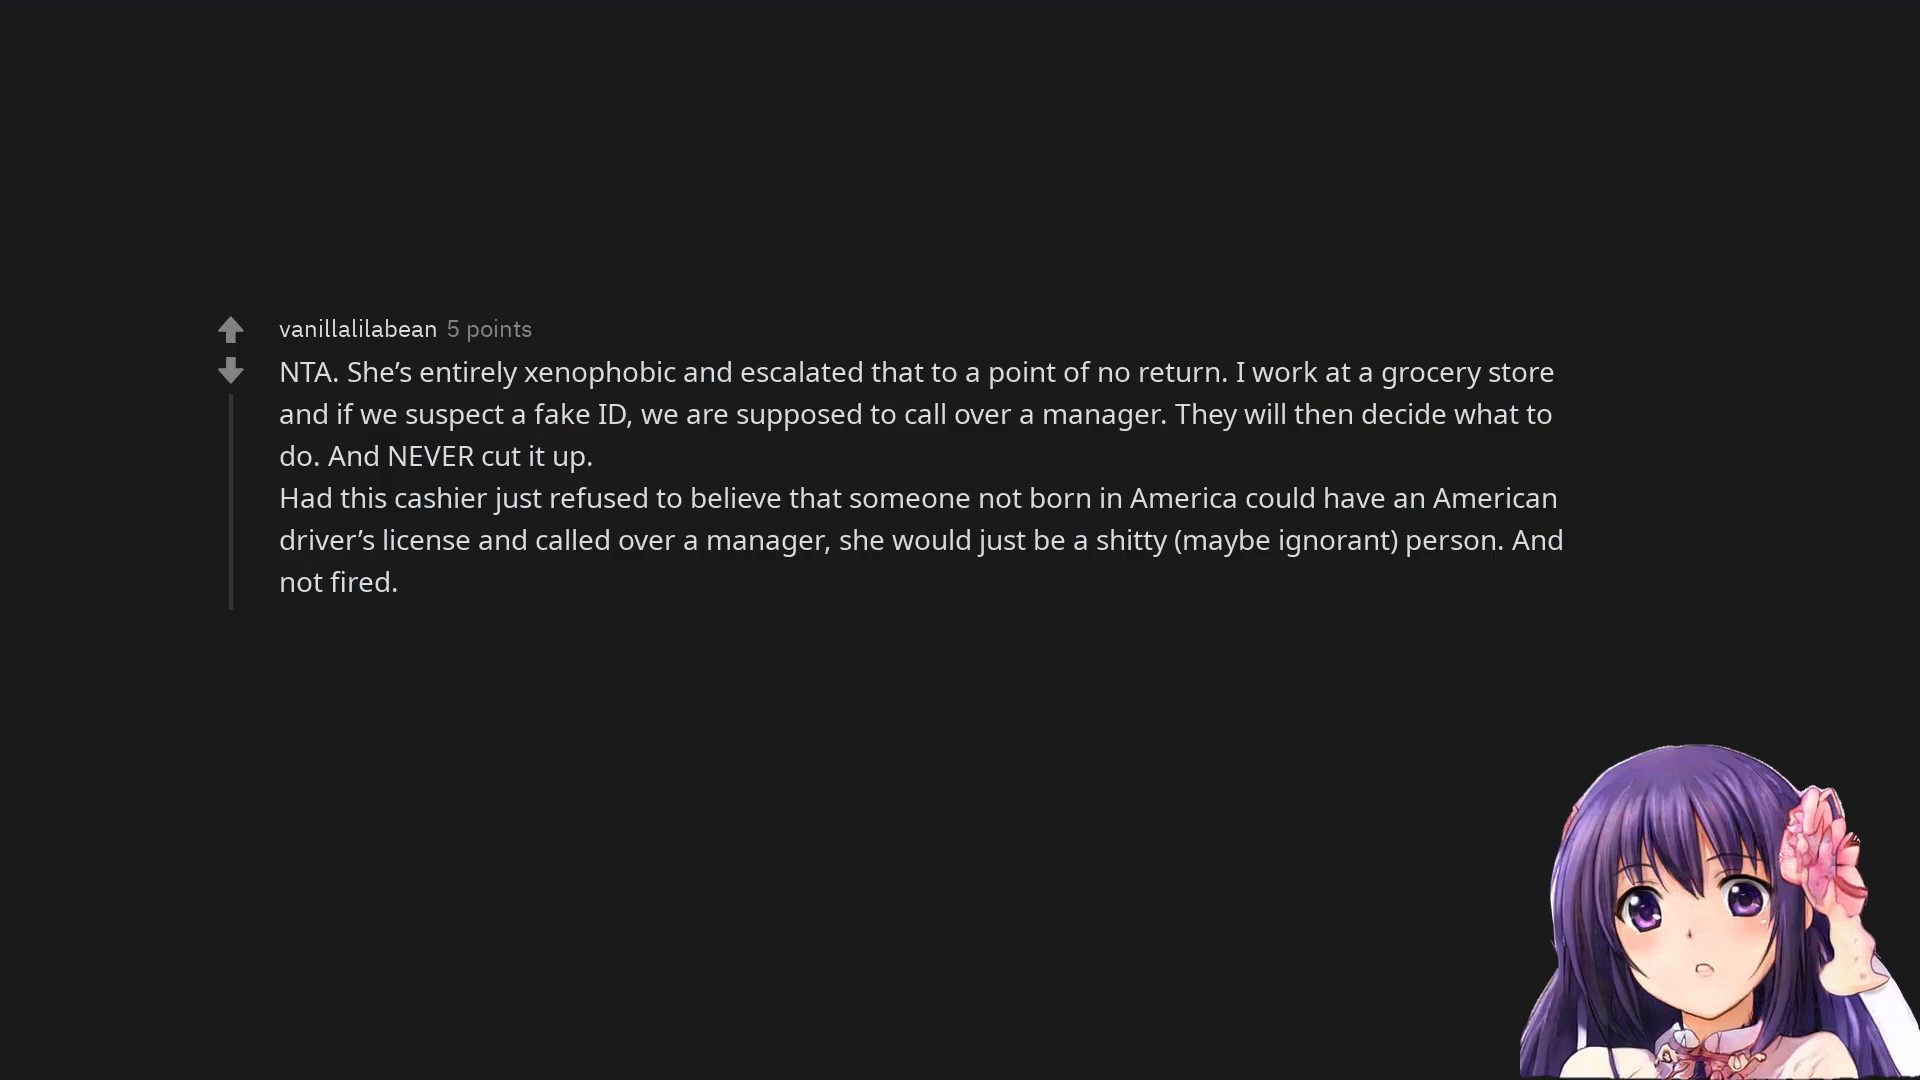 vanillalilabean 5 points
NTA. She’s entirely xenophobic and escalated that to a point of no return. I work at a grocery store
and if we suspect a fake ID, we are supposed to call over a manager. They will then decide what to
do. And NEVER cut it up.
Had this cashier just refused to believe that someone not born in America could have an American
driver’s license and called over a manager, she would just be a shitty (maybe ignorant) person. And
not fired.